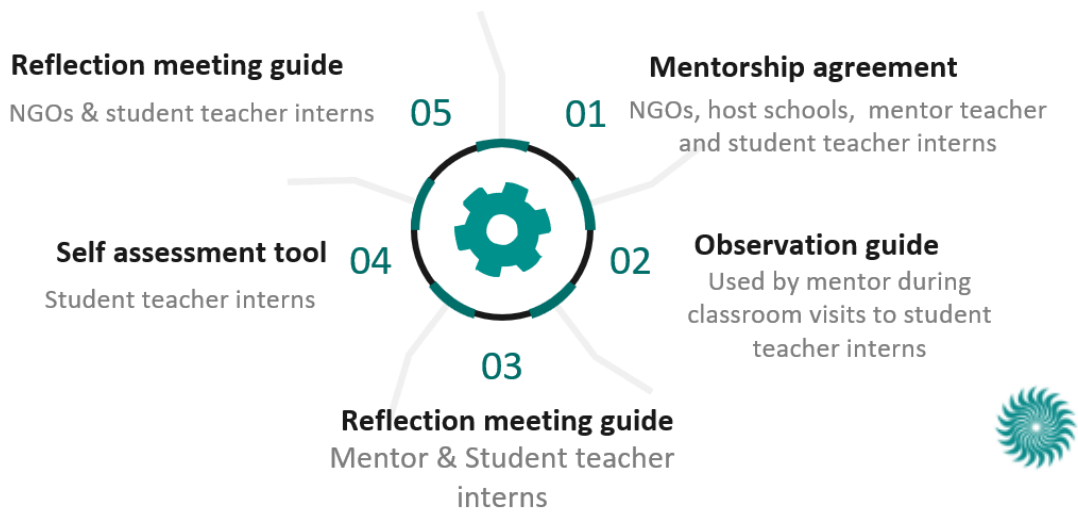 01
Mentorship agreement
NGOs, host schools, mentor teacher
and student teacher interns
02
Observation guide
Used by mentor during
classroom visits to student
teacher interns
03
Reflection meeting guide
Mentor & Student teacher
interns
04
Self assessment tool
Student teacher interns
05
Reflection meeting guide
NGOs & student teacher interns